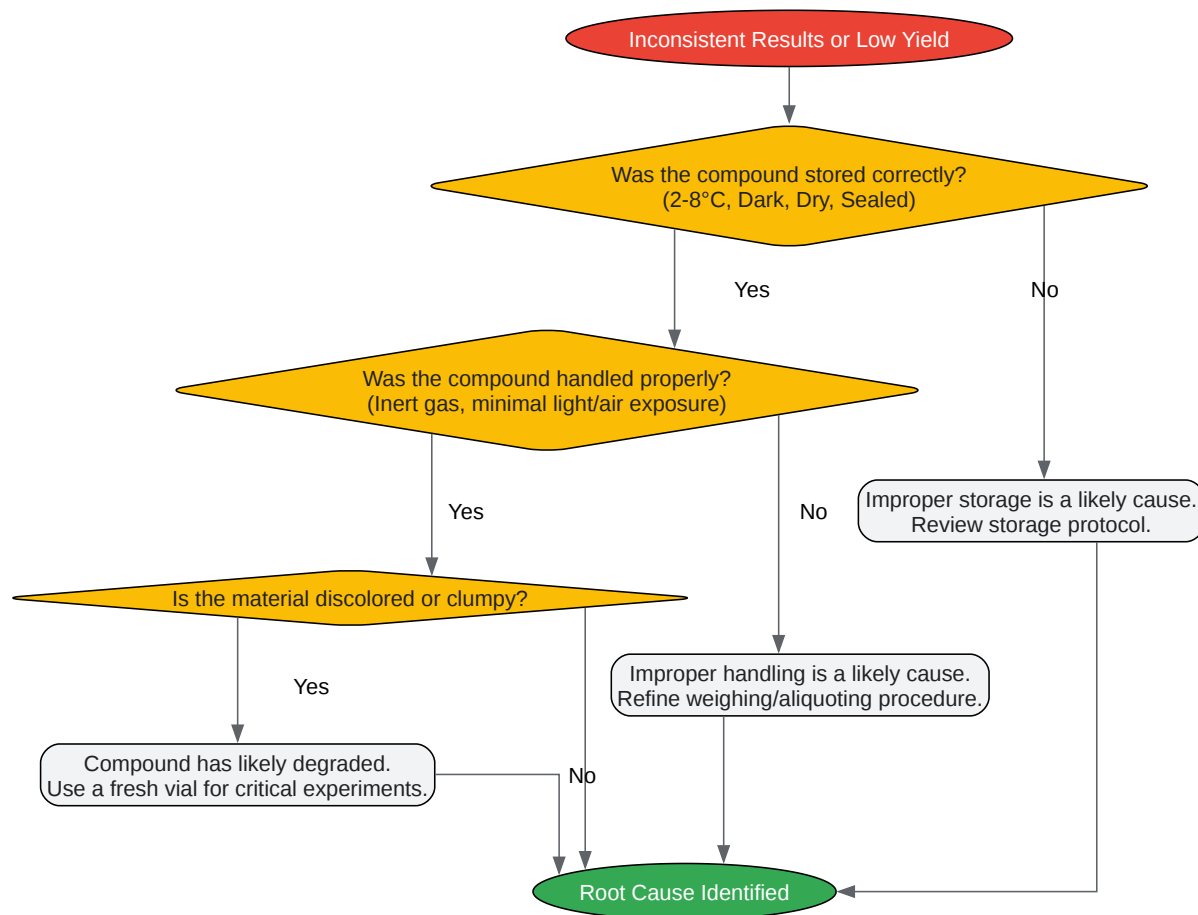 Inconsistent Results or Low Yield
Was the compound stored correctly?
(2-8°C, Dark, Dry, Sealed)
Yes
No
Was the compound handled properly?
(Inert gas, minimal light/air exposure)
Yes
No
Improper storage is a likely cause.
Review storage protocol.
Is the material discolored or clumpy?
Yes
No
Improper handling is a likely cause.
Refine weighing/aliquoting procedure.
Compound has likely degraded.
Use a fresh vial for critical experiments.
Root Cause Identified